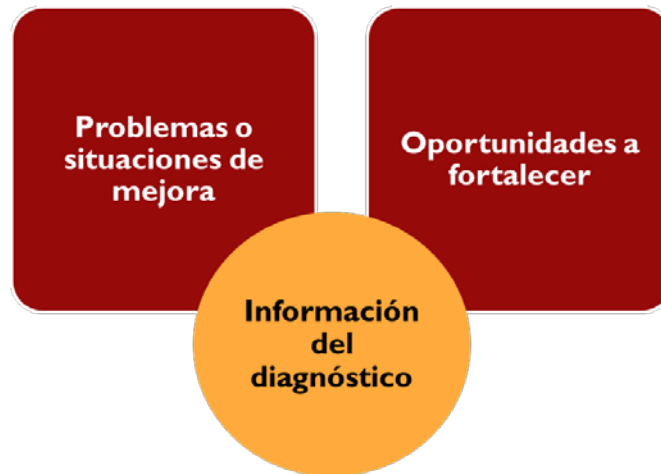 Problemas o
situaciones de
mejora
Oportunidades a
fortalecer
Información
del
diagnóstico